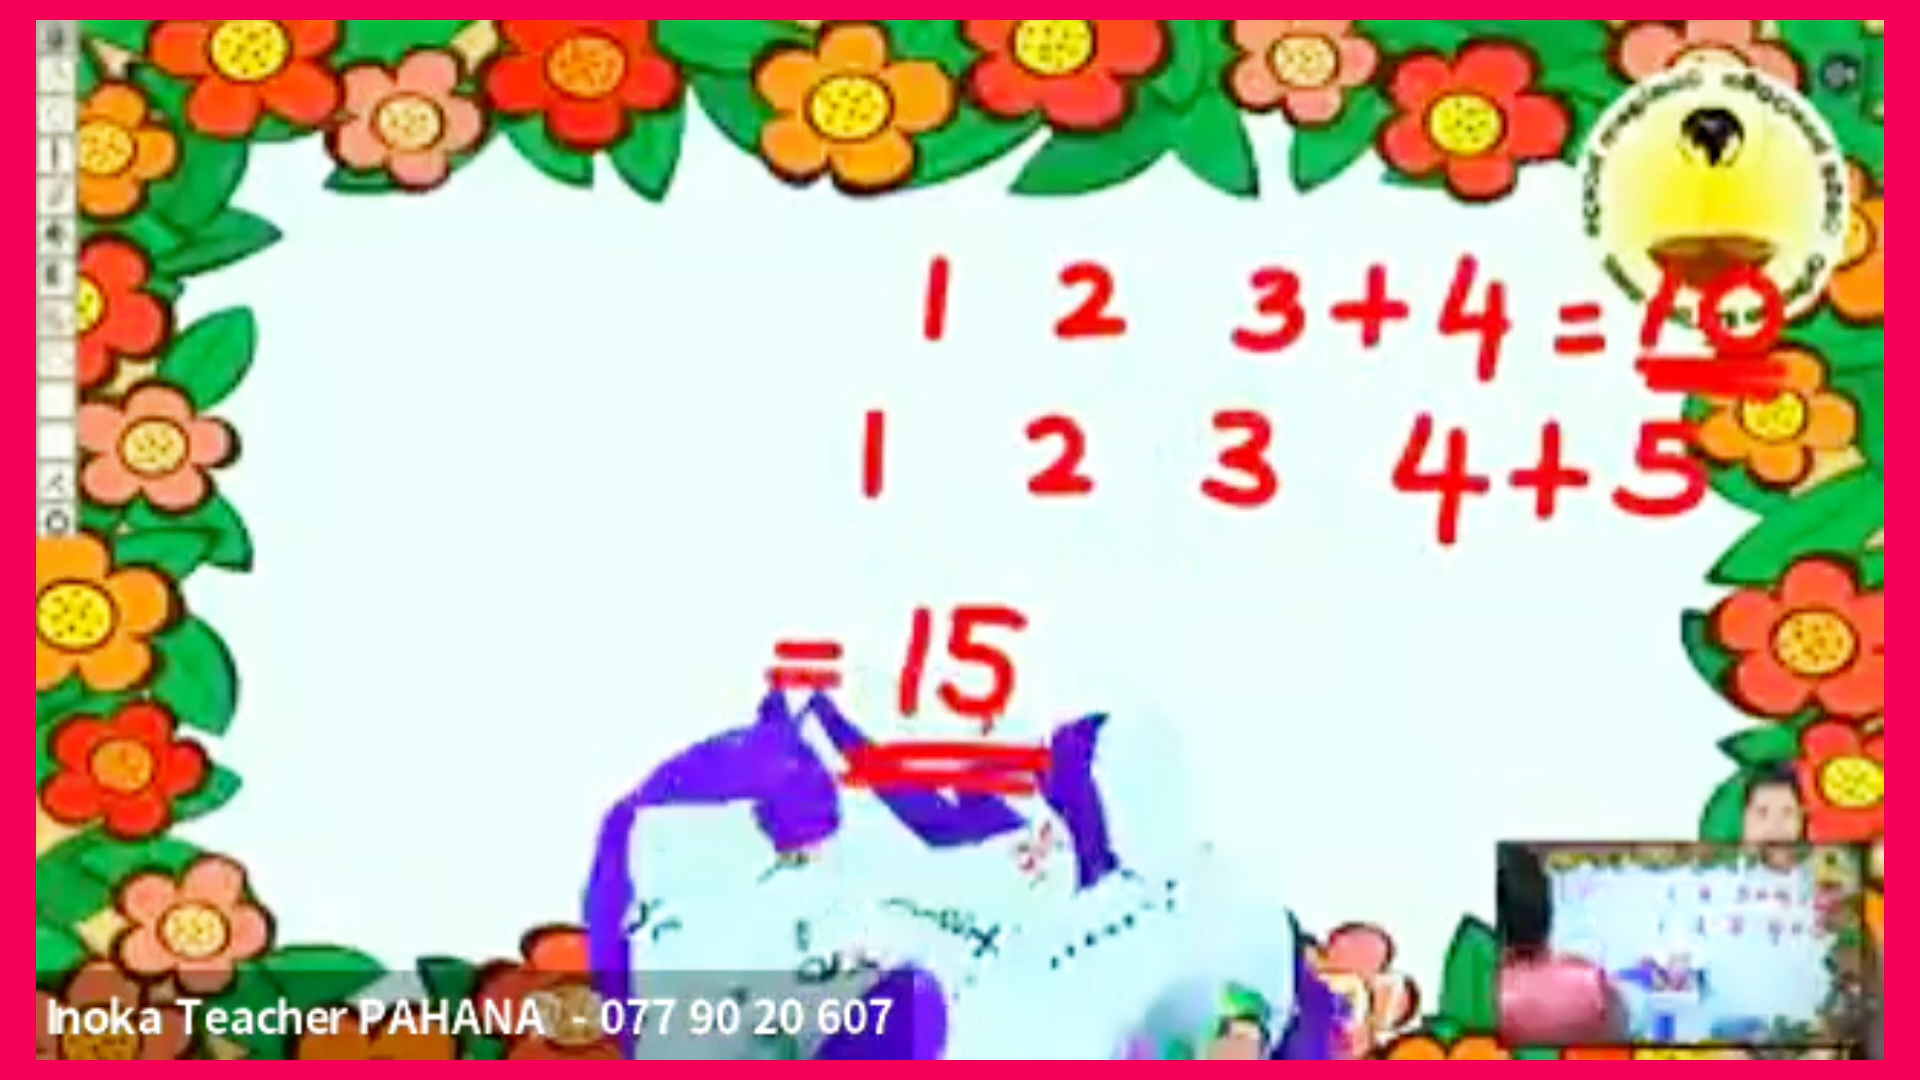 1 2 3+4 = 10
1 2 3 4+5
= 15
Inoka Teacher PAHANA - 077 90 20 607